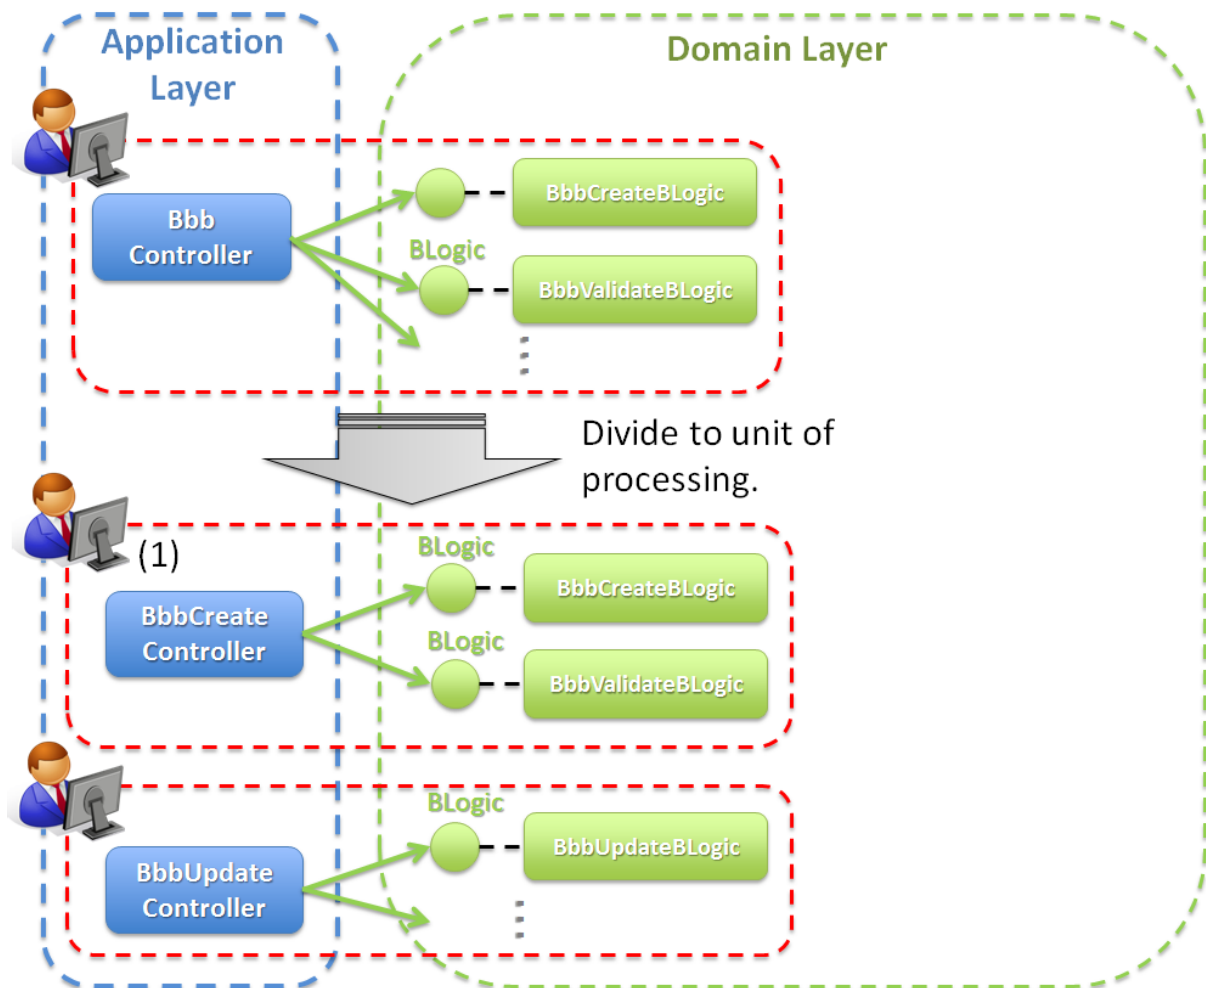 Application
Layer
Domain Layer
Bbb
Controller
BbbCreateBLogic
BLogic
BbbValidateBLogic
Divide to unit of
processing.
(1)
BLogic
BbbCreate
Controller
BbbCreateBLogic
BLogic
BbbValidateBLogic
BLogic
BbbUpdate
Controller
BbbUpdateBLogic